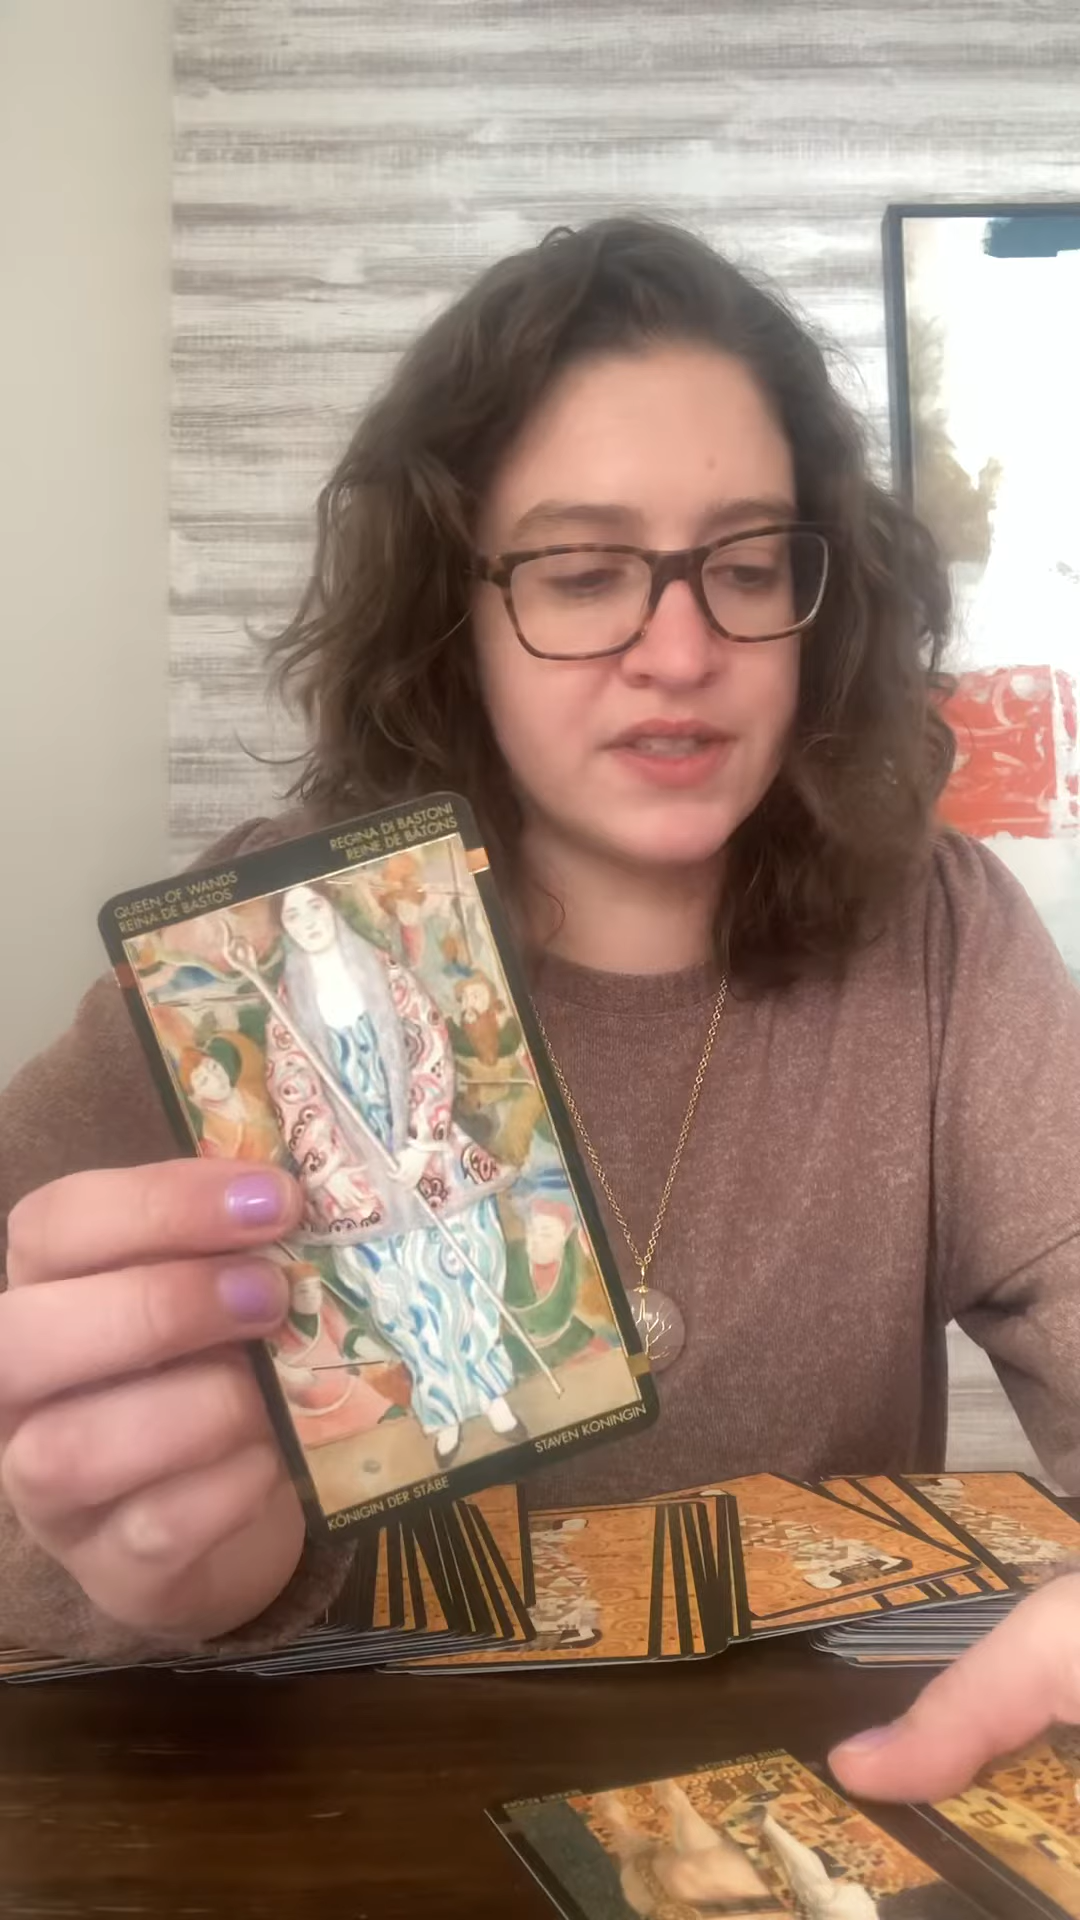 QUEEN OF WANDS
REINA DE BASTOS
REGINA DI BASTONI
REINE DE BÂTONS
KÖNIGIN DER STÄBE
STAVEN KONINGIN